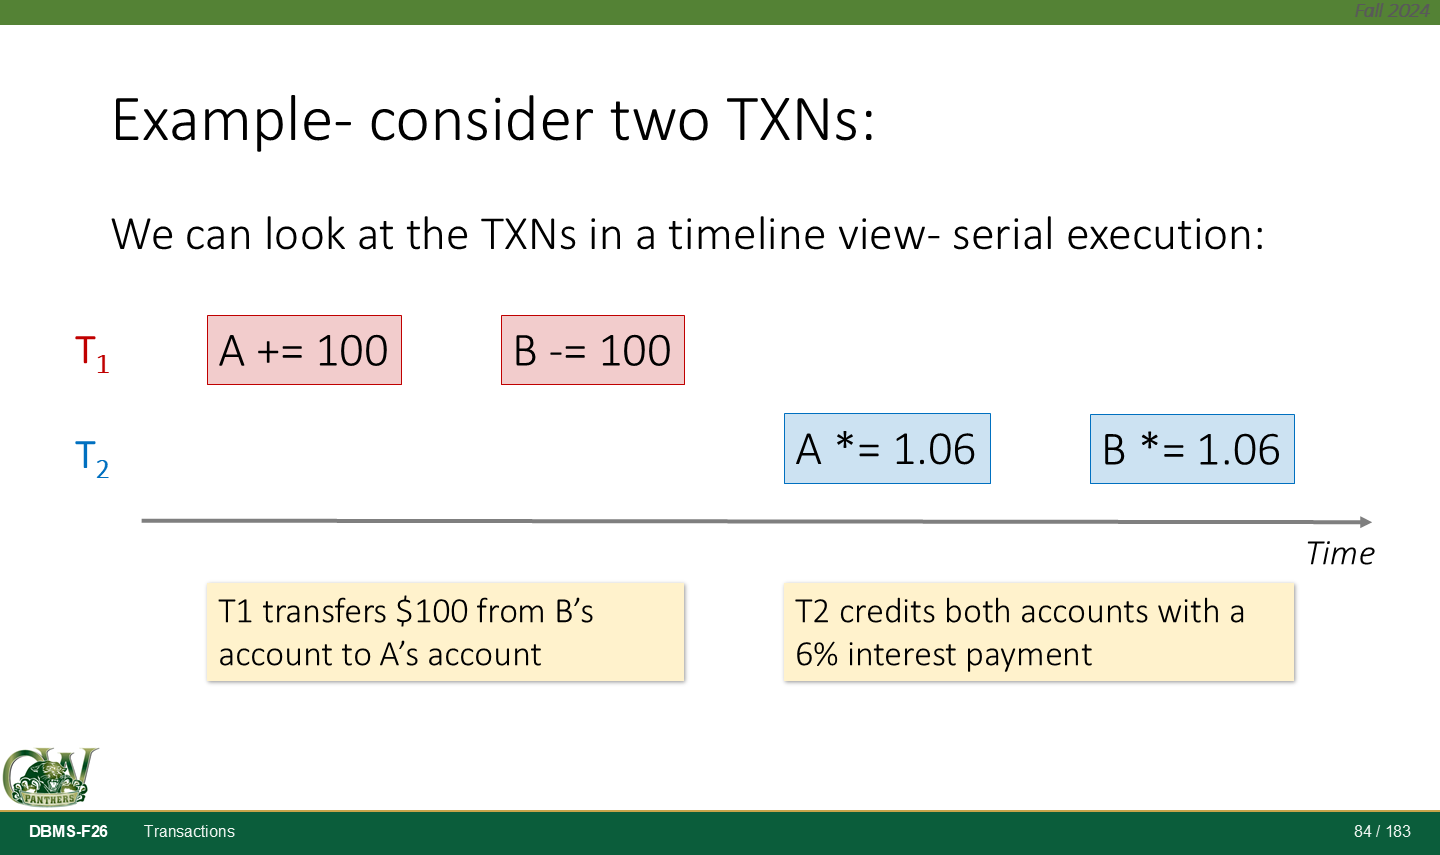 Fall 2024
Example- consider two TXNs:
We can look at the TXNs in a timeline view- serial execution:
T1 A += 100 B -= 100
T2 A *= 1.06 B *= 1.06
Time
T1 transfers $100 from B’s
account to A’s account
T2 credits both accounts with a
6% interest payment
OW
PANTHERS
DBMS-F26 Transactions 84 / 183